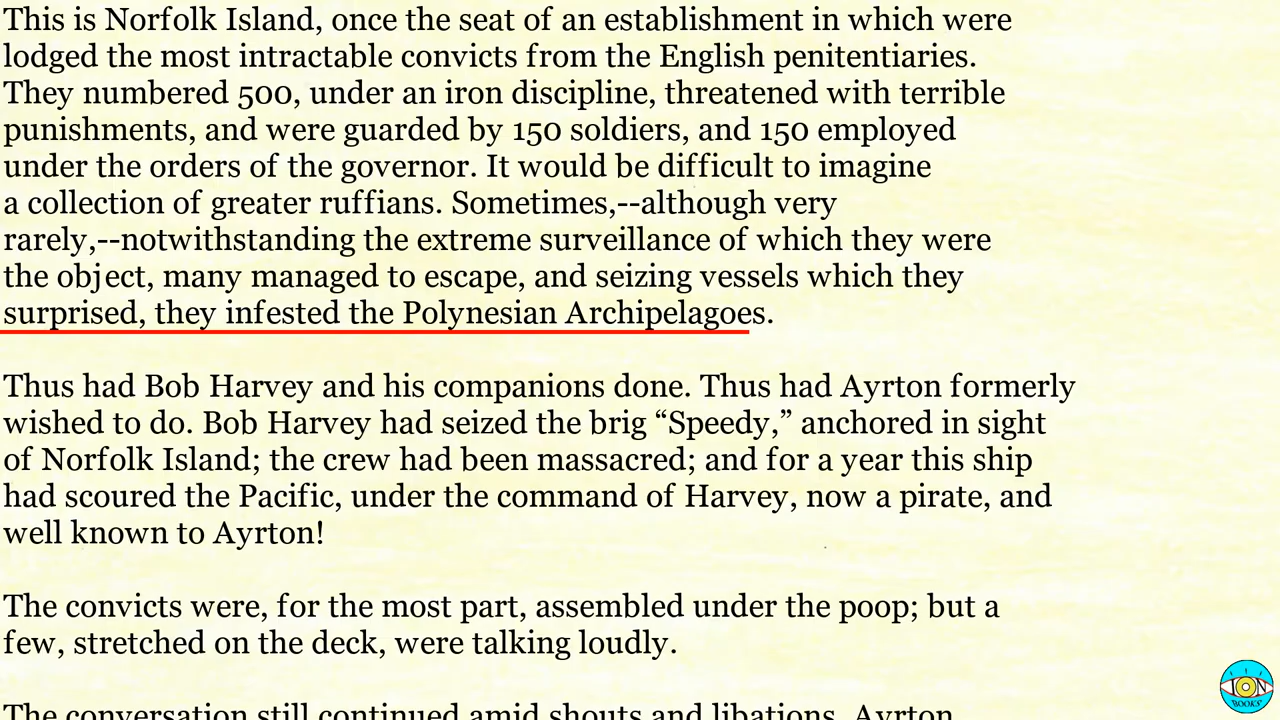 This is Norfolk Island, once the seat of an establishment in which were
lodged the most intractable convicts from the English penitentiaries.
They numbered 500, under an iron discipline, threatened with terrible
punishments, and were guarded by 150 soldiers, and 150 employed
under the orders of the governor. It would be difficult to imagine
a collection of greater ruffians. Sometimes,--although very
rarely,--notwithstanding the extreme surveillance of which they were
the object, many managed to escape, and seizing vessels which they
surprised, they infested the Polynesian Archipelagoes.
Thus had Bob Harvey and his companions done. Thus had Ayrton formerly
wished to do. Bob Harvey had seized the brig “Speedy,” anchored in sight
of Norfolk Island; the crew had been massacred; and for a year this ship
had scoured the Pacific, under the command of Harvey, now a pirate, and
well known to Ayrton!
The convicts were, for the most part, assembled under the poop; but a
few, stretched on the deck, were talking loudly.
The conversation still continued amid shouts and libations. Ayrton
ION
BOOKS